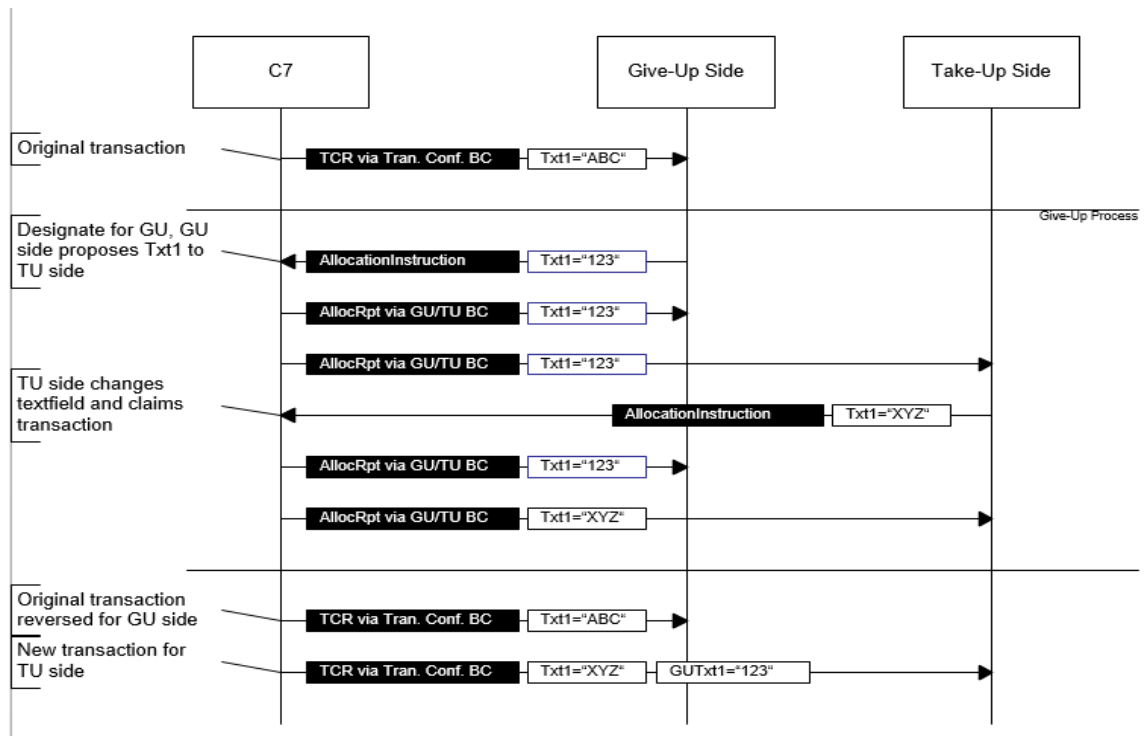 C7
Give-Up Side
Take-Up Side
Original transaction
TCR via Tran. Conf. BC
Txt1="ABC"
Give-Up Process
Designate for GU, GU
side proposes Txt1 to
TU side
AllocationInstruction
Txt1="123"
AllocRpt via GU/TU BC
Txt1="123"
AllocRpt via GU/TU BC
Txt1="123"
TU side changes
textfield and claims
transaction
AllocationInstruction
Txt1="XYZ"
AllocRpt via GU/TU BC
Txt1="123"
AllocRpt via GU/TU BC
Txt1="XYZ"
Original transaction
reversed for GU side
TCR via Tran. Conf. BC
Txt1="ABC"
New transaction for
TU side
TCR via Tran. Conf. BC
Txt1="XYZ"
GUTxt1="123"